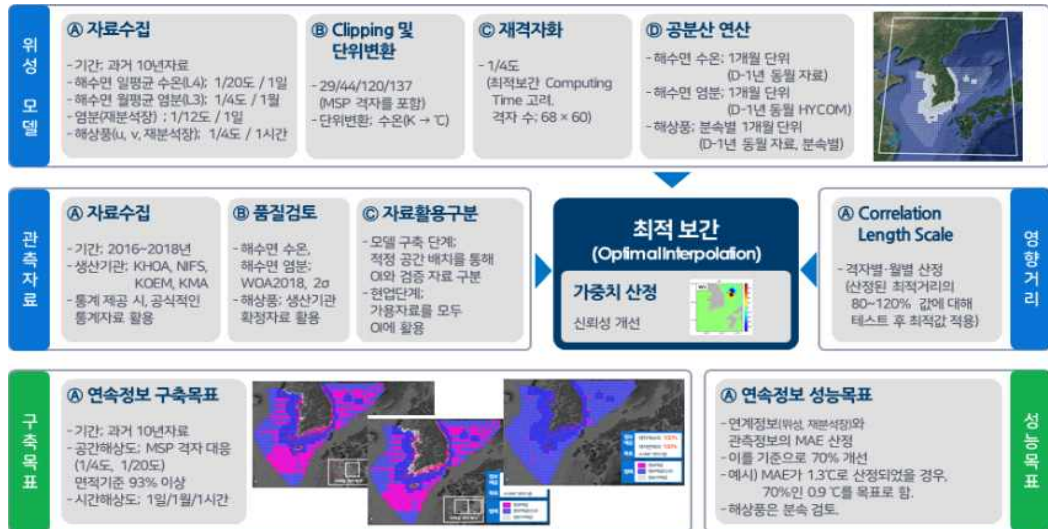 위성 모델
Ⓐ 자료수집
- 기간: 과거 10년자료
- 해수면 일평균 수온(L4): 1/20도 / 1일
- 해수면 월평균 염분(L3): 1/4도 / 1월
- 염분(재분석장) : 1/12도 / 1일
- 해상풍(u, v, 재분석장): 1/4도 / 1시간
Ⓑ Clipping 및
단위변환
- 29/44/120/137
(MSP 격자를 포함)
- 단위변환: 수온(K → ℃)
Ⓒ 재격자화
- 1/4도
(최적보간 Computing
Time 고려,
격자 수: 68 × 60)
Ⓓ 공분산 연산
- 해수면 수온: 1개월 단위
(D-1년 동월 자료)
- 해수면 염분: 1개월 단위
(D-1년 동월 HYCOM)
- 해상풍: 분속별 1개월 단위
(D-1년 동월 자료, 분속별)
관측자료
Ⓐ 자료수집
- 기간: 2016~2018년
- 생산기관: KHOA, NIFS,
KOEM, KMA
- 통계 제공 시, 공식적인
통계자료 활용
Ⓑ 품질검토
- 해수면 수온,
해수면 염분:
WOA2018, 2σ
- 해상풍: 생산기관
확정자료 활용
Ⓒ 자료활용구분
- 모델 구축 단계:
적정 공간 배치를 통해
OI와 검증 자료 구분
- 현업단계:
가용자료를 모두
OI에 활용
최적 보간
(Optimal Interpolation)
가중치 산정
신뢰성 개선
Ⓐ Correlation
Length Scale
- 격자별·월별 산정
(산정된 최적거리의
80~120% 값에 대해
테스트 후 최적값 적용)
영향거리
구축목표
Ⓐ 연속정보 구축목표
- 기간: 과거 10년자료
- 공간해상도: MSP 격자 대응
(1/4도, 1/20도)
면적기준 93% 이상
- 시간해상도: 1일/1월/1시간
Ⓐ 연속정보 성능목표
- 연계정보(위성, 재분석장)와
관측정보의 MAE 산정
- 이를 기준으로 70% 개선
- 예시) MAE가 1.3℃로 산정되었을 경우,
70%인 0.9 ℃를 목표로 함.
- 해상풍은 분속 검토.
성능목표